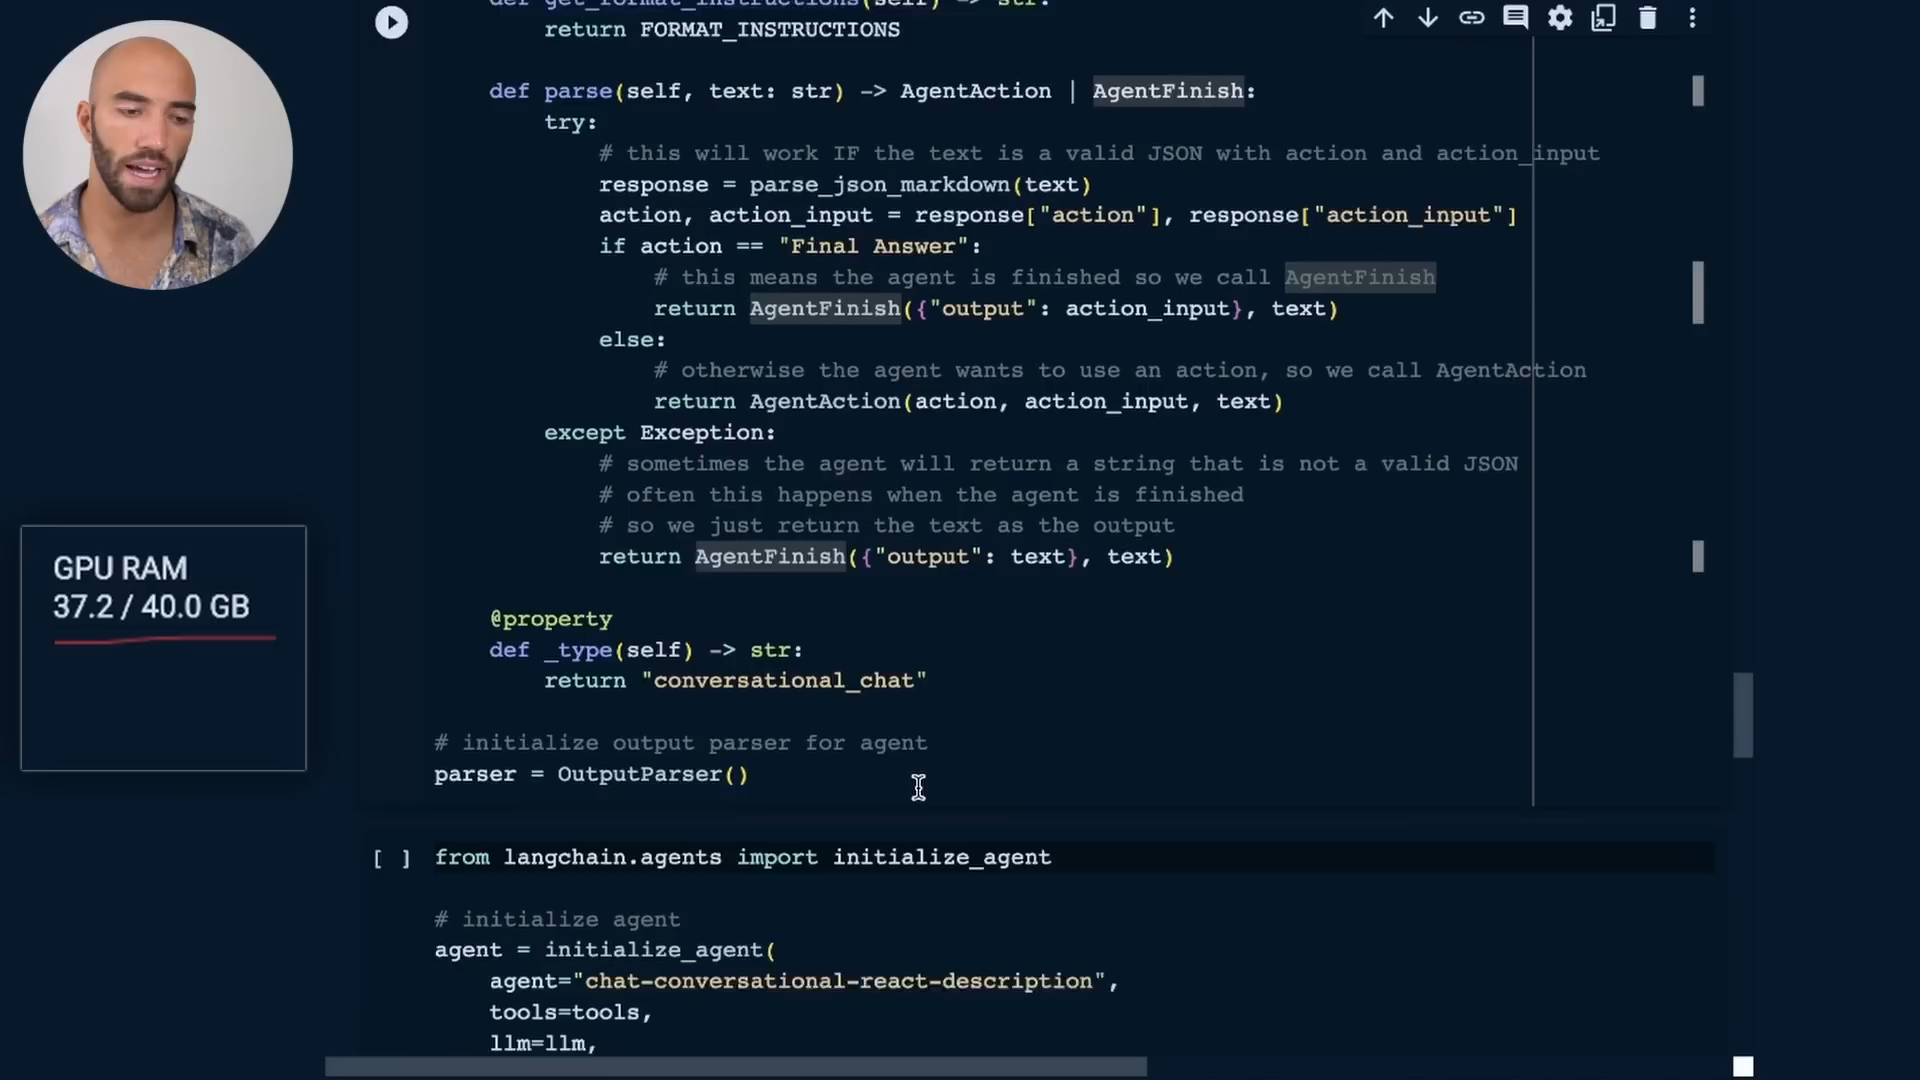 def get_format_instructions(self) -> str:
return FORMAT_INSTRUCTIONS
def parse(self, text: str) -> AgentAction | AgentFinish:
try:
# this will work IF the text is a valid JSON with action and action_input
response = parse_json_markdown(text)
action, action_input = response["action"], response["action_input"]
if action == "Final Answer":
# this means the agent is finished so we call AgentFinish
return AgentFinish({"output": action_input}, text)
else:
# otherwise the agent wants to use an action, so we call AgentAction
return AgentAction(action, action_input, text)
except Exception:
# sometimes the agent will return a string that is not a valid JSON
# often this happens when the agent is finished
# so we just return the text as the output
return AgentFinish({"output": text}, text)
GPU RAM
37.2 / 40.0 GB
@property
def _type(self) -> str:
return "conversational_chat"
# initialize output parser for agent
parser = OutputParser()
[ ] from langchain.agents import initialize_agent
# initialize agent
agent = initialize_agent(
agent="chat-conversational-react-description",
tools=tools,
llm=llm,